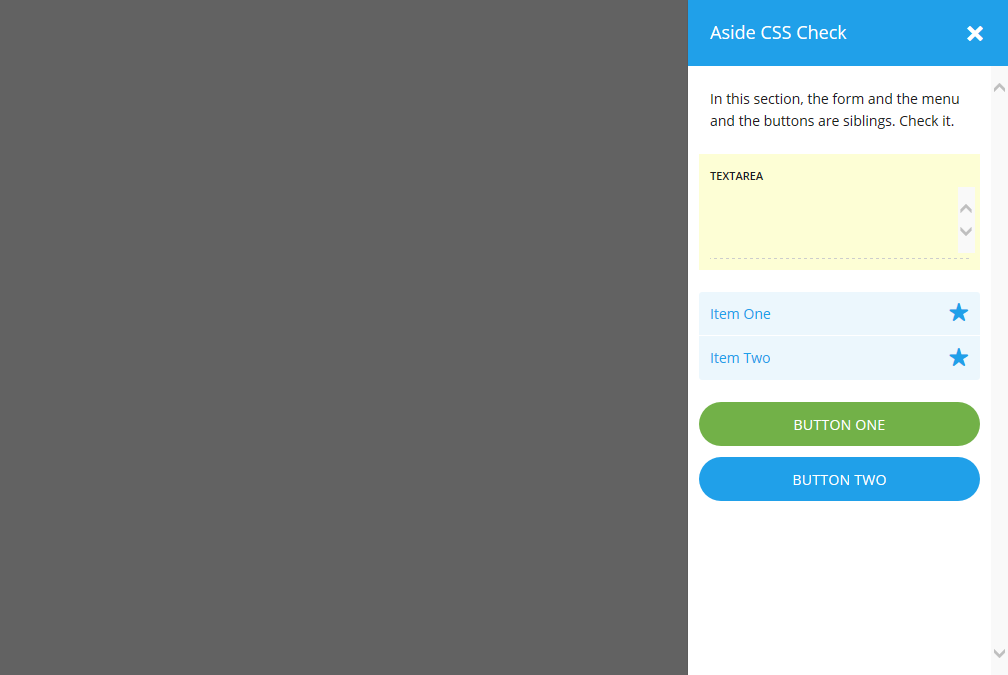 Aside CSS Check
In this section, the form and the menu
and the buttons are siblings. Check it.
TEXTAREA
Item One
Item Two
BUTTON ONE
BUTTON TWO